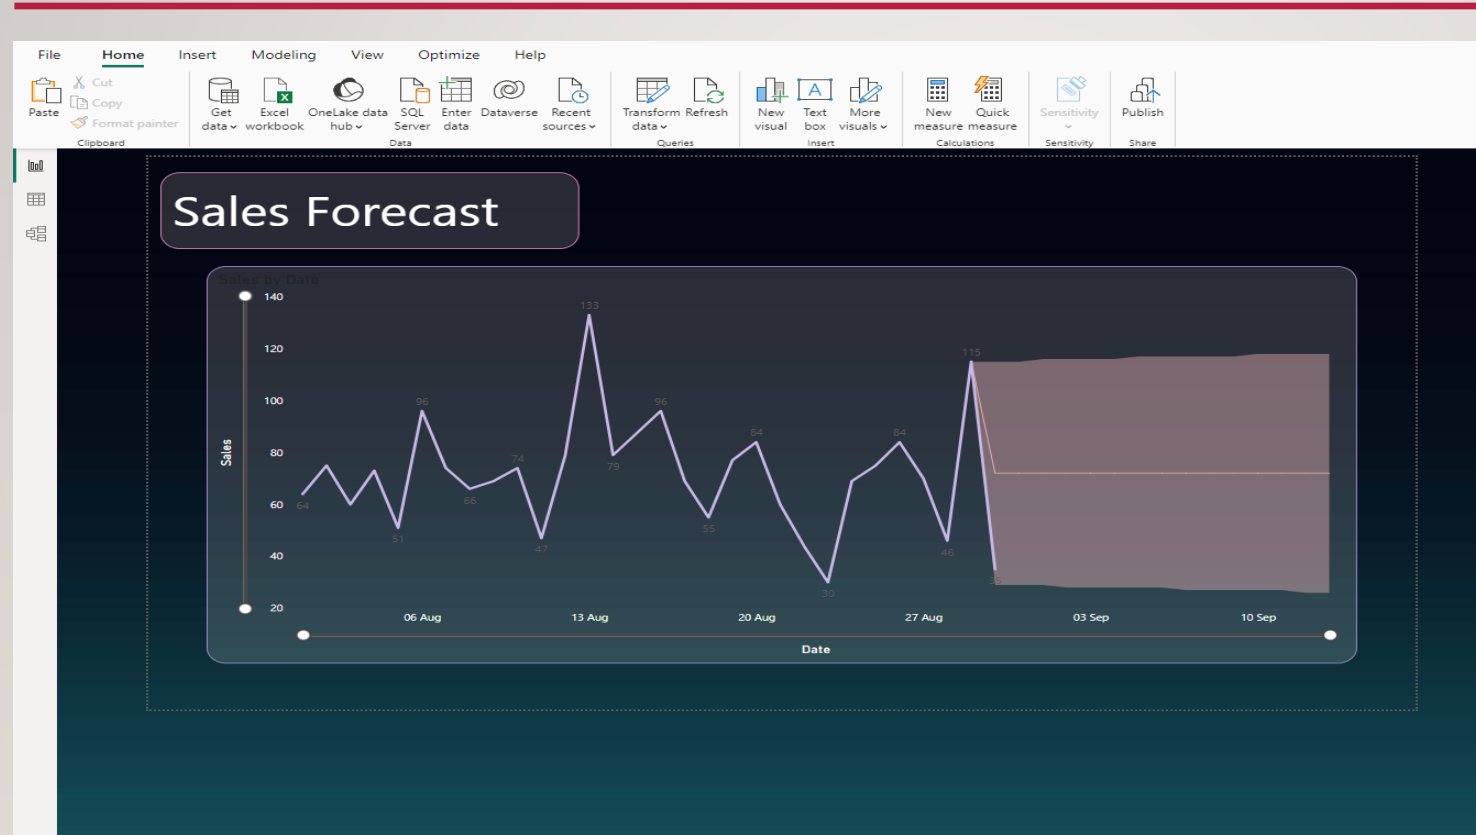 File Home Insert Modeling View Optimize Help
Paste
Cut
Copy
Format painter
Clipboard
Get data
Excel workbook
OneLake data hub
SQL Server
Enter data
Dataverse
Recent sources
Data
Transform data
Refresh
Queries
New visual
Text box
More visuals
Insert
New measure
Quick measure
Calculations
Sensitivity
Sensitivity
Publish
Share
Sales Forecast
Sales by Date
140
120
100
80
60
40
20
Sales
64
51
96
66
74
47
133
79
96
55
84
30
84
46
115
35
06 Aug 13 Aug 20 Aug 27 Aug 03 Sep 10 Sep
Date